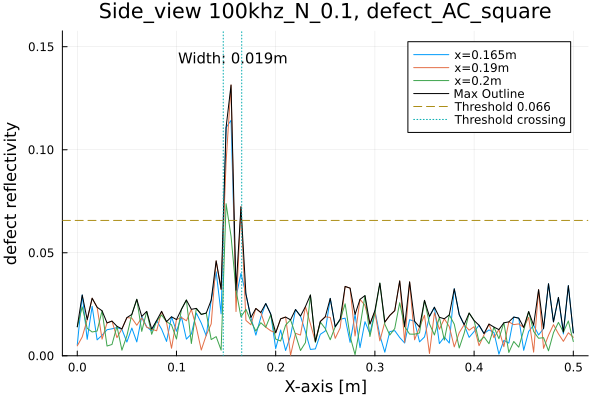 Side_view 100khz_N_0.1, defect_AC_square
Width: 0.019m
x=0.165m
x=0.19m
x=0.2m
Max Outline
Threshold 0.066
Threshold crossing
defect reflectivity
0.15
0.10
0.05
0.00
0.0 0.1 0.2 0.3 0.4 0.5
X-axis [m]